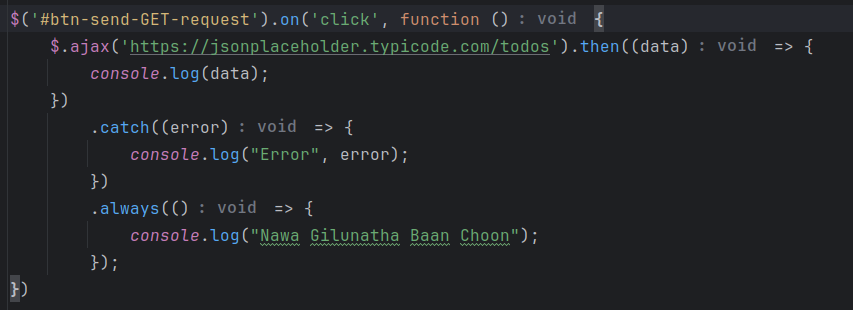 $('#btn-send-GET-request').on('click', function () : void {
    $.ajax('https://jsonplaceholder.typicode.com/todos').then((data) : void => {
        console.log(data);
    })
        .catch((error) : void => {
            console.log("Error", error);
        })
        .always(() : void => {
            console.log("Nawa Gilunatha Baan Choon");
        });
})